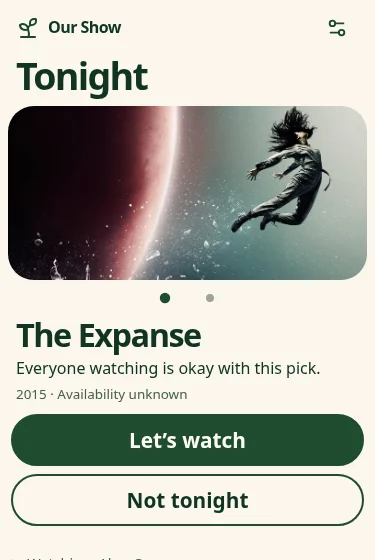 Our Show
Tonight
The Expanse
Everyone watching is okay with this pick.
2015 · Availability unknown
Let’s watch
Not tonight